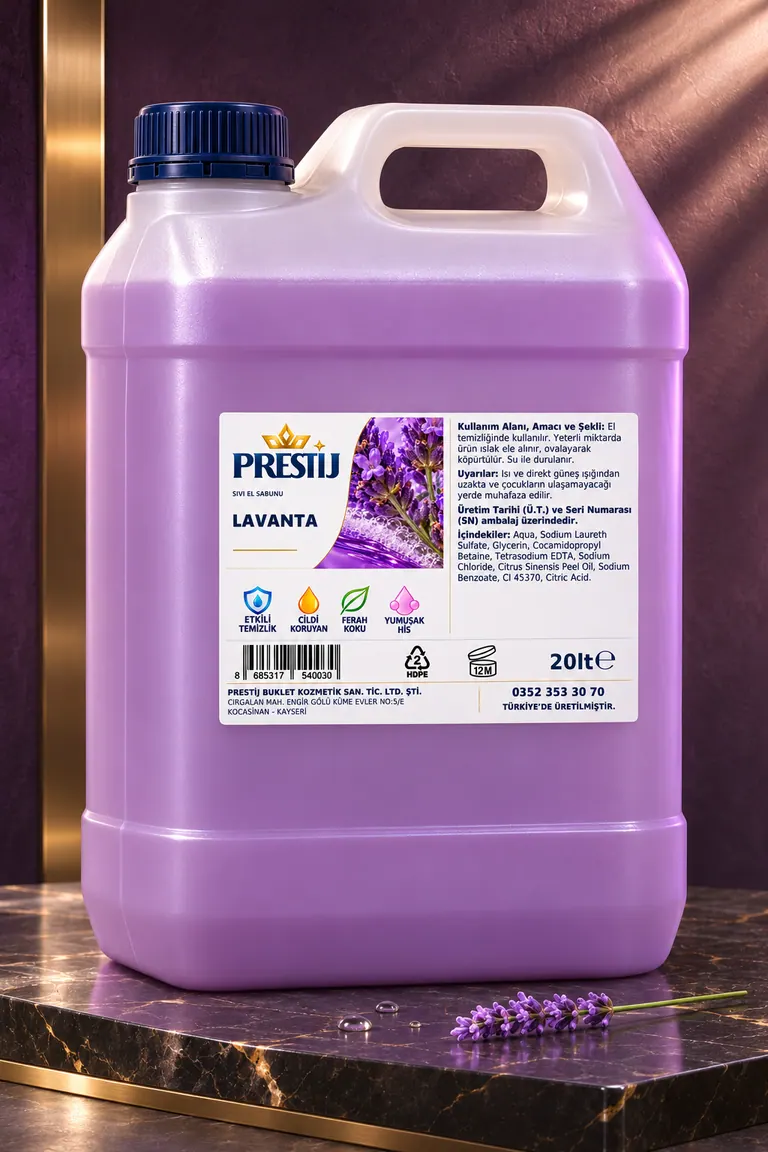 PRESTİJ
SIVI EL SABUNU
LAVANTA
ETKİLİ
TEMİZLİK
CİLDİ
KORUYAN
FERAH
KOKU
YUMUŞAK
HİS
Kullanım Alanı, Amacı ve Şekli: El
temizliğinde kullanılır. Yeterli miktarda
ürün ıslak ele alınır, ovalayarak
köpürtülür. Su ile durulanır.
Uyarılar: Isı ve direkt güneş ışığından
uzakta ve çocukların ulaşamayacağı
yerde muhafaza edilir.
Üretim Tarihi (Ü.T.) ve Seri Numarası
(SN) ambalaj üzerindedir.
İçindekiler: Aqua, Sodium Laureth
Sulfate, Glycerin, Cocamidopropyl
Betaine, Tetrasodium EDTA, Sodium
Chloride, Citrus Sinensis Peel Oil, Sodium
Benzoate, CI 45370, Citric Acid.
8 685317 540030
2
HDPE
12M
20lt℮
PRESTİJ BUKLET KOZMETİK SAN. TİC. LTD. ŞTİ.
CIRGALAN MAH. ENGİR GÖLÜ KÜME EVLER NO:5/E
KOCASİNAN - KAYSERİ
0352 353 30 70
TÜRKİYE'DE ÜRETİLMİŞTİR.